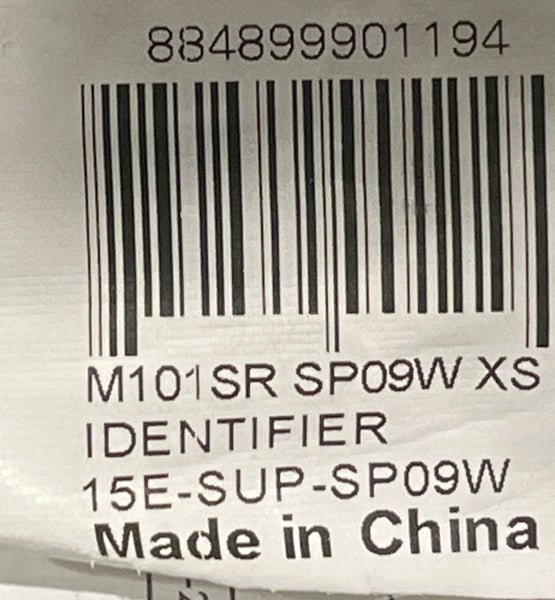 884899901194
M101SR SP09W XS
IDENTIFIER
15E-SUP-SP09W
Made in China